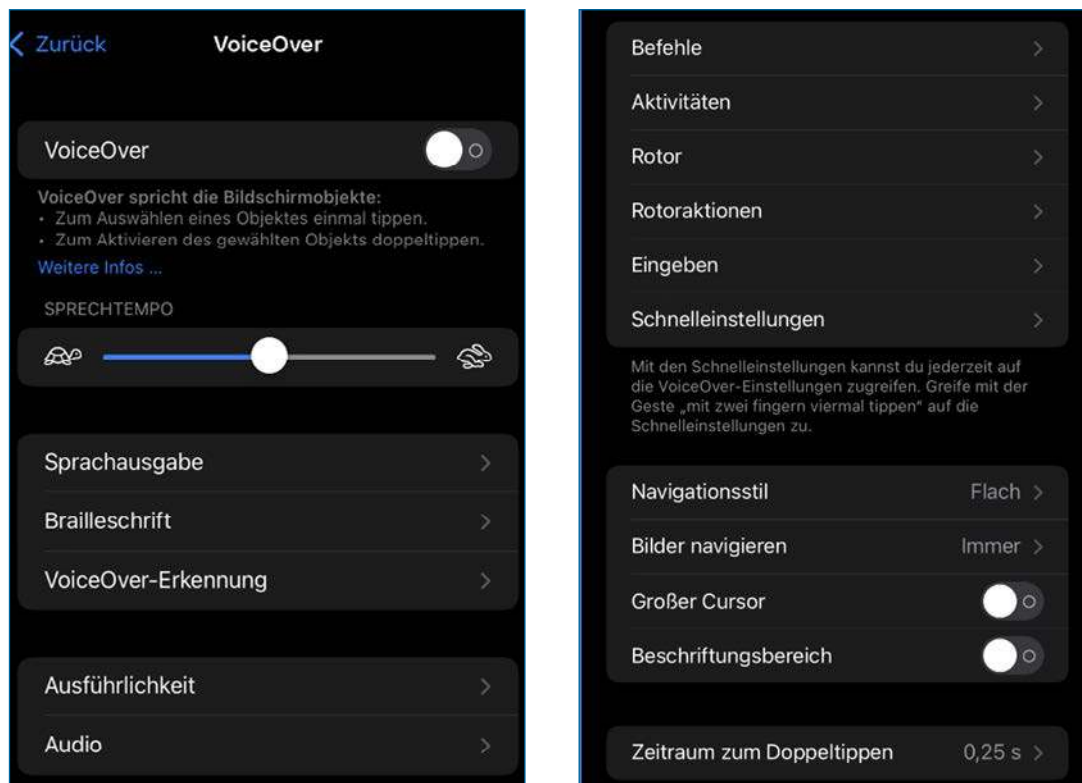 Zurück
VoiceOver
VoiceOver
VoiceOver spricht die Bildschirmobjekte:
• Zum Auswählen eines Objektes einmal tippen.
• Zum Aktivieren des gewählten Objekts doppeltippen.
Weitere Infos ...
SPRECHTEMPO
Sprachausgabe
Brailleschrift
VoiceOver-Erkennung
Ausführlichkeit
Audio
Befehle
Aktivitäten
Rotor
Rotoraktionen
Eingeben
Schnelleinstellungen
Mit den Schnelleinstellungen kannst du jederzeit auf
die VoiceOver-Einstellungen zugreifen. Greife mit der
Geste „mit zwei fingern viermal tippen“ auf die
Schnelleinstellungen zu.
Navigationsstil Flach
Bilder navigieren Immer
Großer Cursor
Beschriftungsbereich
Zeitraum zum Doppeltippen 0,25 s